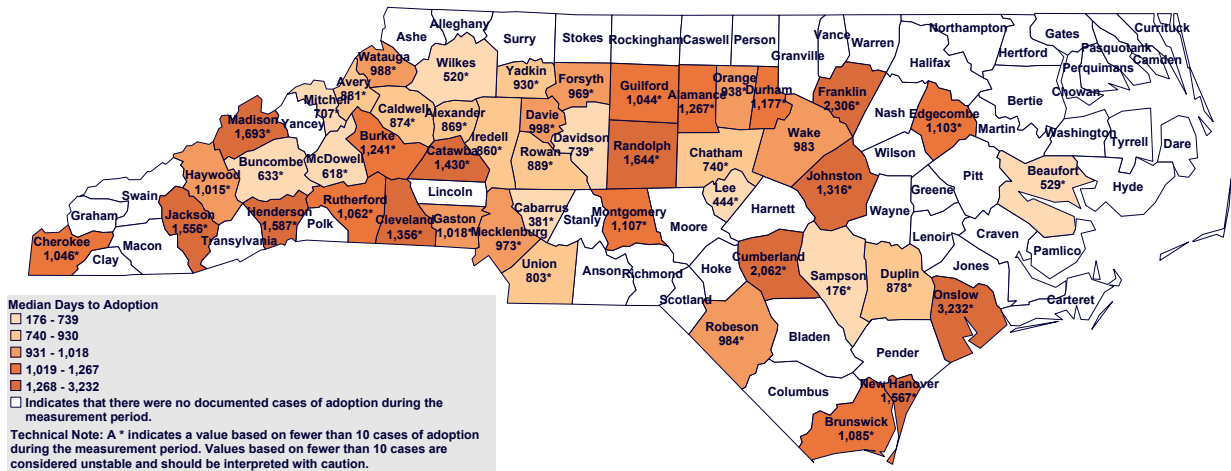 Alleghany
Ashe
Surry
Stokes
Rockingham
Caswell
Person
Granville
Vance
Warren
Northampton
Gates
Currituck
Pasquotank
Camden
Hertford
Perquimans
Halifax
Chowan
Bertie
Watauga
988*
Wilkes
520*
Yadkin
930*
Forsyth
969*
Guilford
1,044*
Alamance
1,267*
Orange
938*
Durham
1,177*
Franklin
2,306*
Nash
Edgecombe
1,103*
Martin
Washington
Tyrrell
Dare
Avery
881*
Mitchell
707*
Yancey
Madison
1,693*
Caldwell
874*
Alexander
869*
Iredell
860*
Davie
998*
Davidson
739*
Randolph
1,644*
Chatham
740*
Wake
983
Wilson
Pitt
Beaufort
529*
Hyde
Burke
1,241*
Catawba
1,430*
Rowan
889*
Buncombe
633*
McDowell
618*
Haywood
1,015*
Swain
Graham
Lincoln
Lee
444*
Johnston
1,316*
Greene
Wayne
Lenoir
Craven
Pamlico
Jackson
1,556*
Henderson
1,587*
Rutherford
1,062*
Polk
Cleveland
1,356*
Gaston
1,018*
Mecklenburg
973*
Cabarrus
381*
Stanly
Montgomery
1,107*
Moore
Harnett
Cherokee
1,046*
Macon
Clay
Transylvania
Union
803*
Anson
Richmond
Hoke
Scotland
Cumberland
2,062*
Sampson
176*
Duplin
878*
Jones
Onslow
3,232*
Carteret
Robeson
984*
Bladen
Pender
Columbus
New Hanover
1,567*
Brunswick
1,085*
Median Days to Adoption
176 - 739
740 - 930
931 - 1,018
1,019 - 1,267
1,268 - 3,232
Indicates that there were no documented cases of adoption during the
measurement period.
Technical Note: A * indicates a value based on fewer than 10 cases of adoption
during the measurement period. Values based on fewer than 10 cases are
considered unstable and should be interpreted with caution.